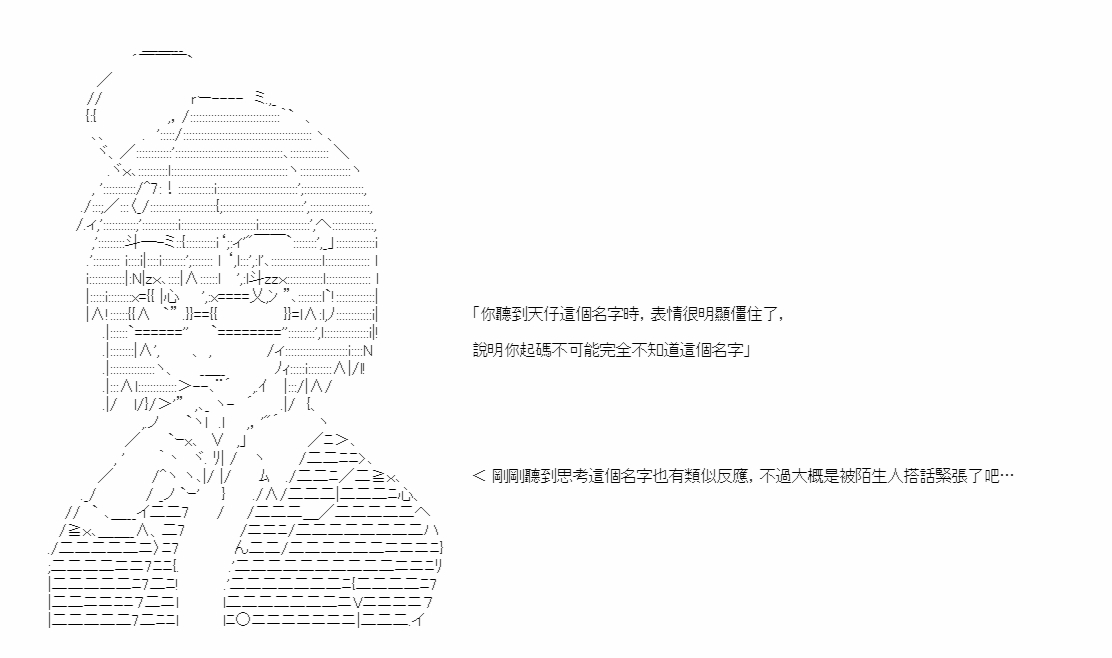 「你聽到天仔這個名字時，表情很明顯僵住了，
說明你起碼不可能完全不知道這個名字」
＜ 剛剛聽到思考這個名字也有類似反應，不過大概是被陌生人搭話緊張了吧…